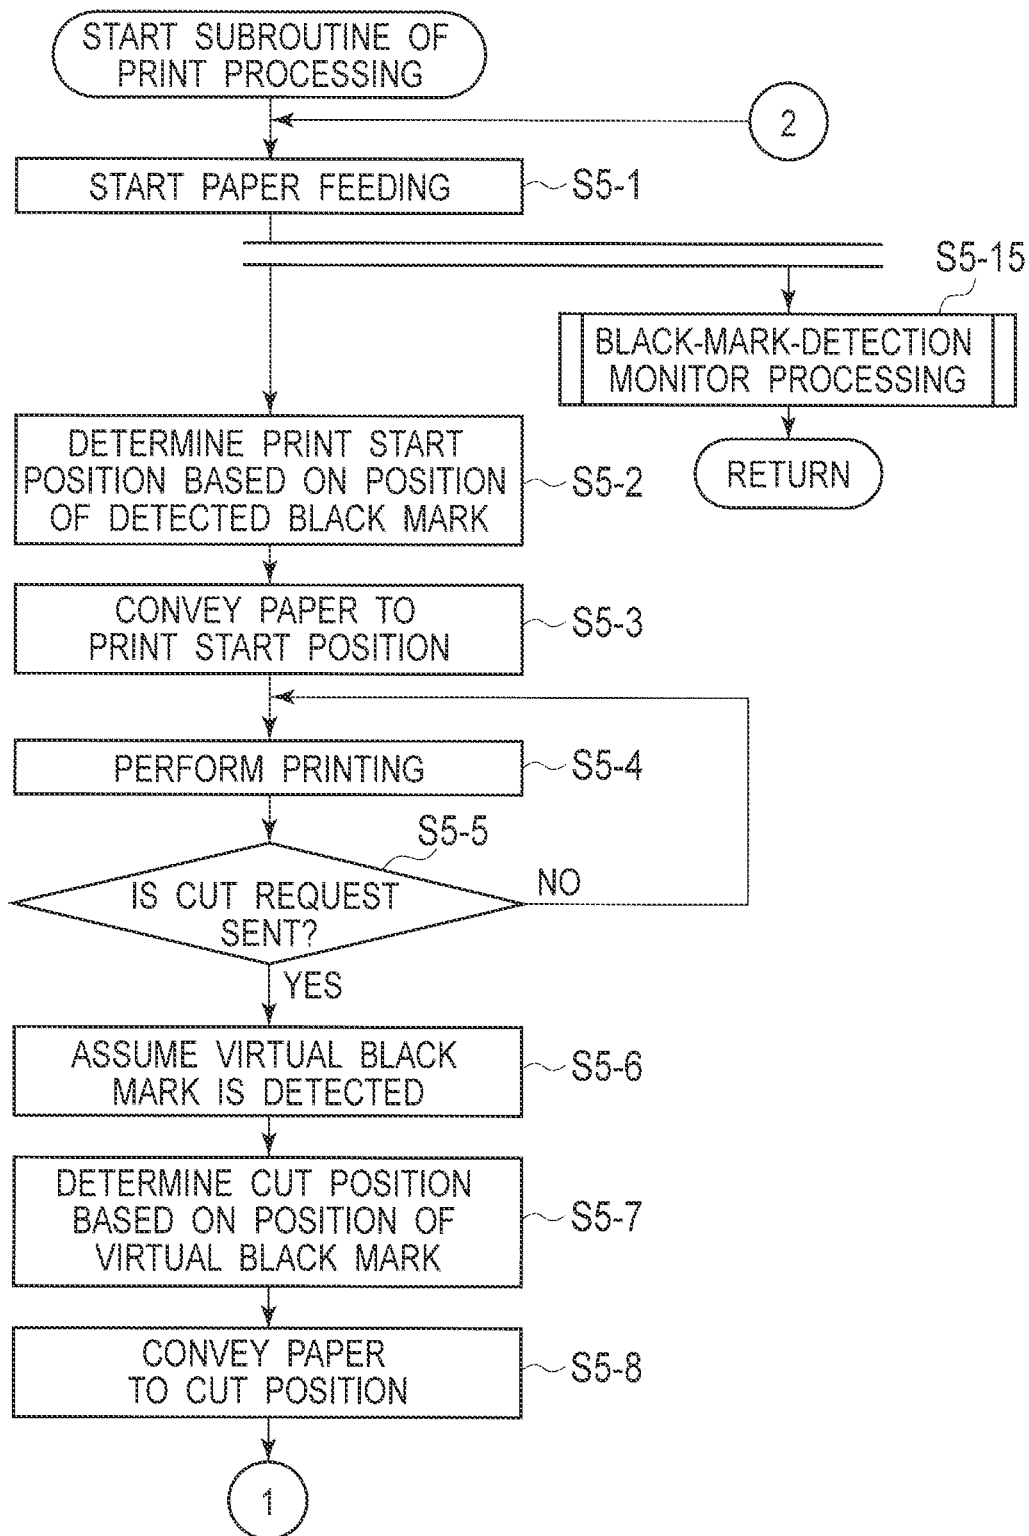 START SUBROUTINE OF
PRINT PROCESSING
2
START PAPER FEEDING
S5-1
S5-15
BLACK-MARK-DETECTION
MONITOR PROCESSING
RETURN
DETERMINE PRINT START
POSITION BASED ON POSITION
OF DETECTED BLACK MARK
S5-2
CONVEY PAPER TO
PRINT START POSITION
S5-3
PERFORM PRINTING
S5-4
S5-5
IS CUT REQUEST
SENT?
NO
YES
ASSUME VIRTUAL BLACK
MARK IS DETECTED
S5-6
DETERMINE CUT POSITION
BASED ON POSITION OF
VIRTUAL BLACK MARK
S5-7
CONVEY PAPER
TO CUT POSITION
S5-8
1